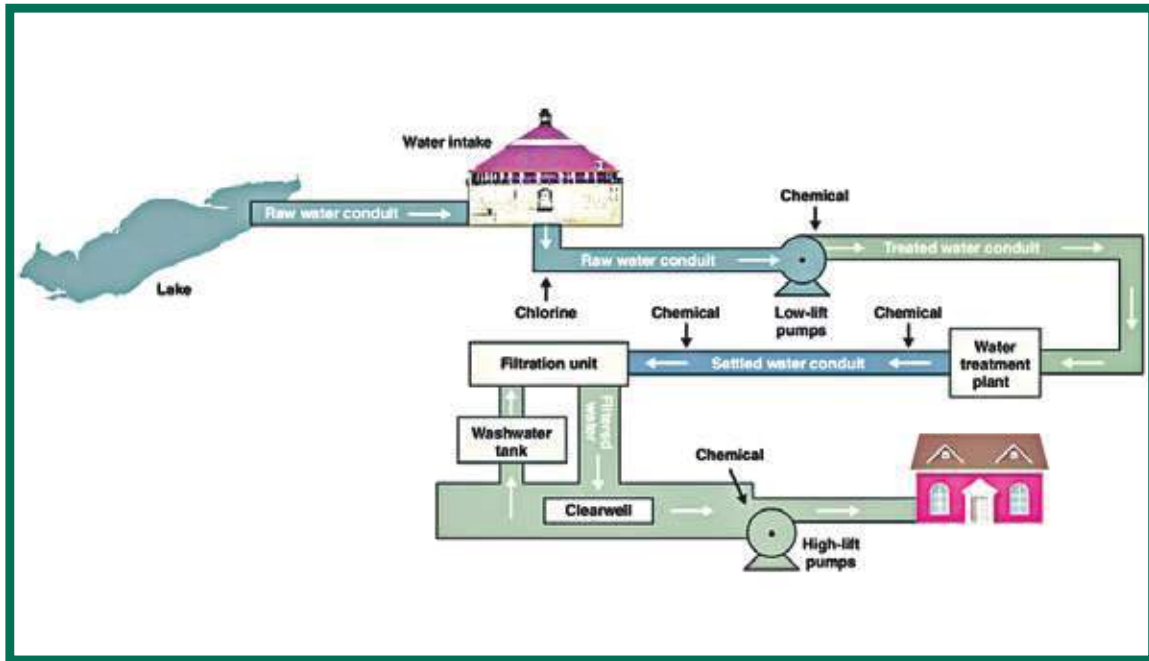 Water intake
Raw water conduit
Lake
Chlorine
Raw water conduit
Chemical
Treated water conduit
Low-lift
pumps
Chemical
Chemical
Water
treatment
plant
Settled water conduit
Filtration unit
Filtered
water
Washwater
tank
Clearwell
Chemical
High-lift
pumps